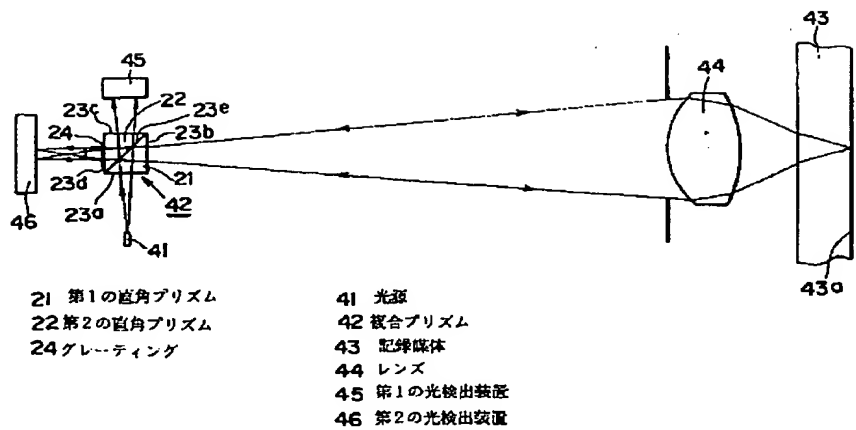 43
45
44
22
23c
23e
24
23b
23d
21
23a
42
46
41
43a
21 第1の直角プリズム
22 第2の直角プリズム
24 グレーティング
41 光源
42 複合プリズム
43 記録媒体
44 レンズ
45 第1の光検出装置
46 第2の光検出装置